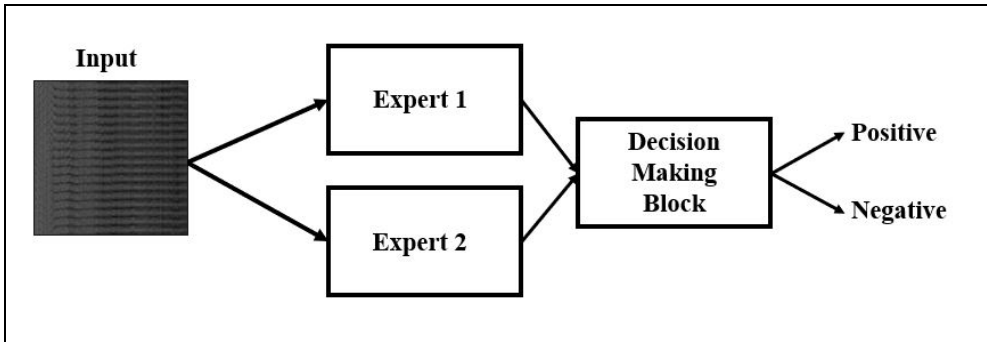 Input
Expert 1
Expert 2
Decision
Making
Block
Positive
Negative